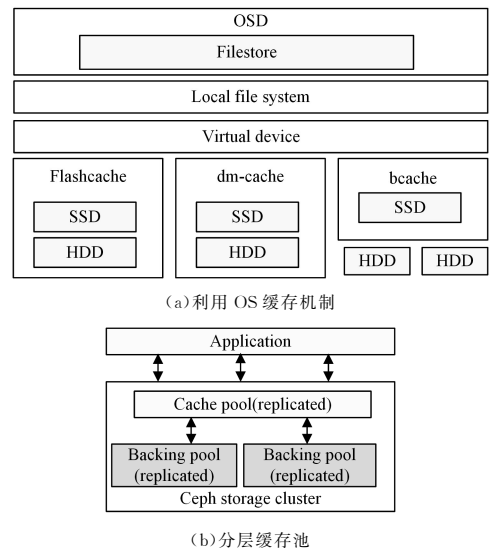 OSD
Filestore
Local file system
Virtual device
Flashcache
SSD
HDD
dm-cache
SSD
HDD
bcache
SSD
HDD
HDD
(a)利用 OS 缓存机制
Application
Cache pool(replicated)
Backing pool
(replicated)
Backing pool
(replicated)
Ceph storage cluster
(b)分层缓存池